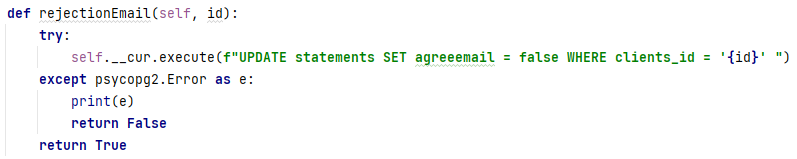 def rejectionEmail(self, id):
    try:
        self.__cur.execute(f"UPDATE statements SET agreeemail = false WHERE clients_id = '{id}' ")
    except psycopg2.Error as e:
        print(e)
        return False
    return True